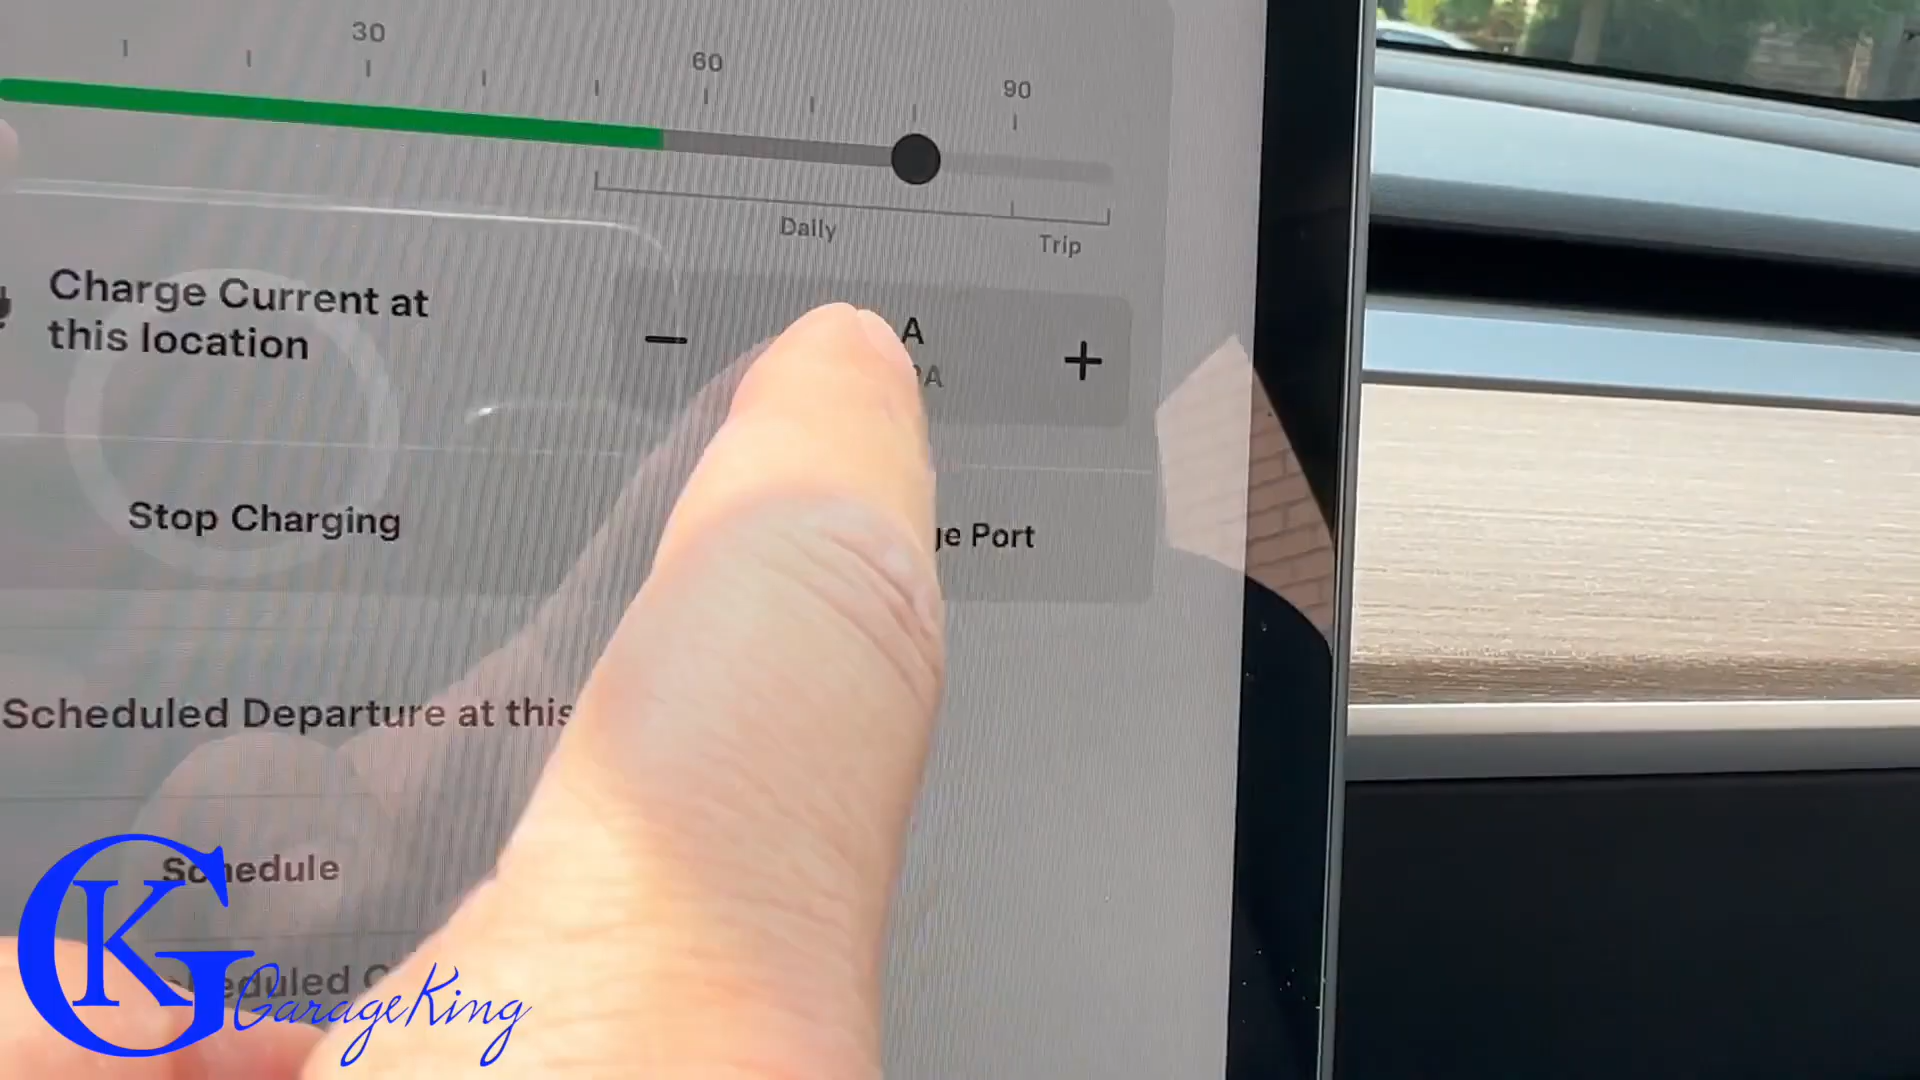 30
60
90
Daily
Trip
Charge Current at
this location
A
A
Stop Charging
Port
Scheduled Departure at this
Schedule
GK
GarageKing